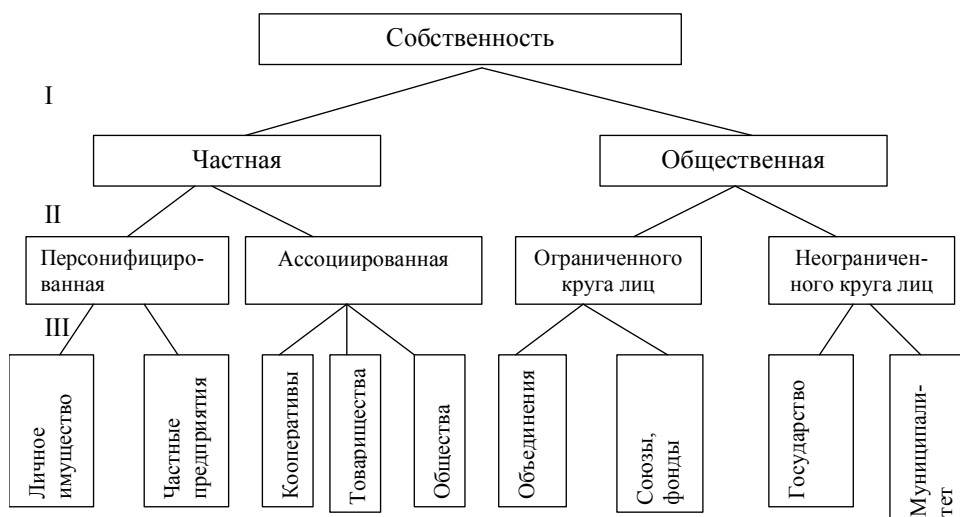 Собственность
I
Частная
Общественная
II
Персонифициро-
ванная
Ассоциированная
Ограниченного
круга лиц
Неограничен-
ного круга лиц
III
Личное
имущество
Частные
предприятия
Кооперативы
Товарищества
Общества
Объединения
Союзы,
фонды
Государство
Муниципали-
тет